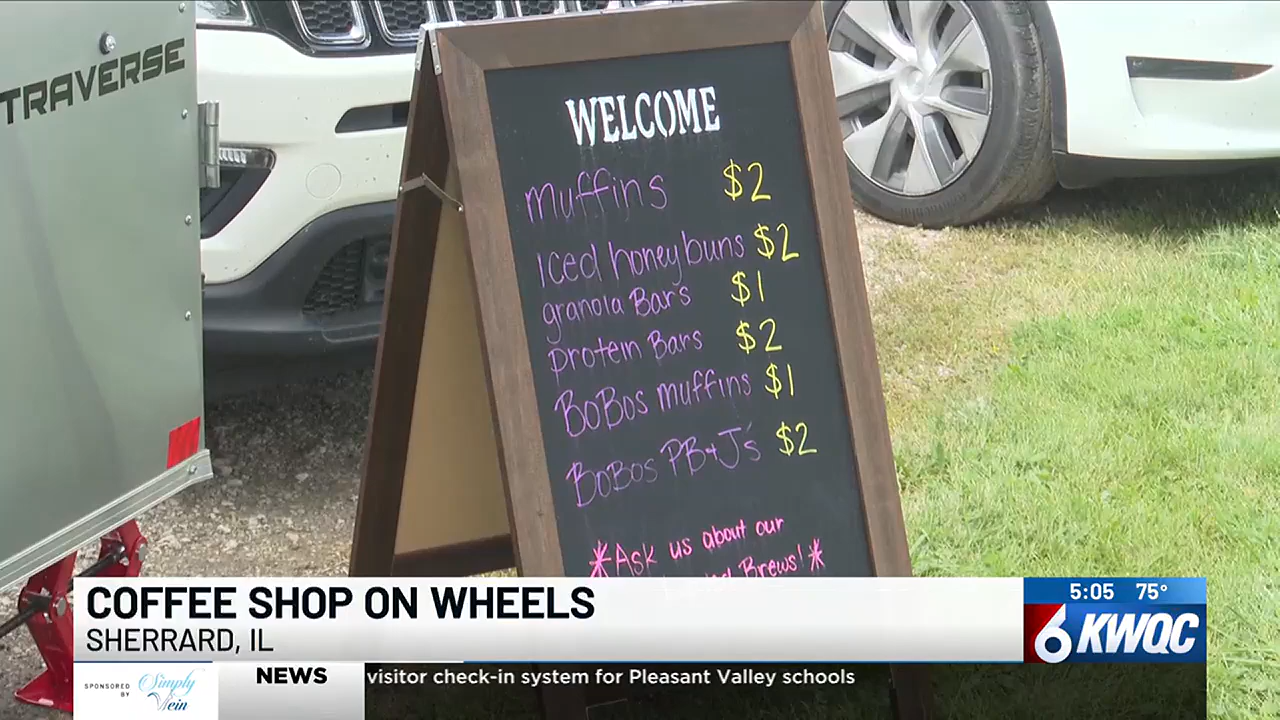 TRAVERSE
WELCOME
muffins $2
Iced honeybuns $2
granola Bars $1
protein Bars $2
BoBos muffins $1
BoBos PB+J's $2
*Ask us about our
Brews!*
COFFEE SHOP ON WHEELS
SHERRARD, IL
5:05 75°
6 KWQC
SPONSORED BY
Simply Vein
NEWS
visitor check-in system for Pleasant Valley schools